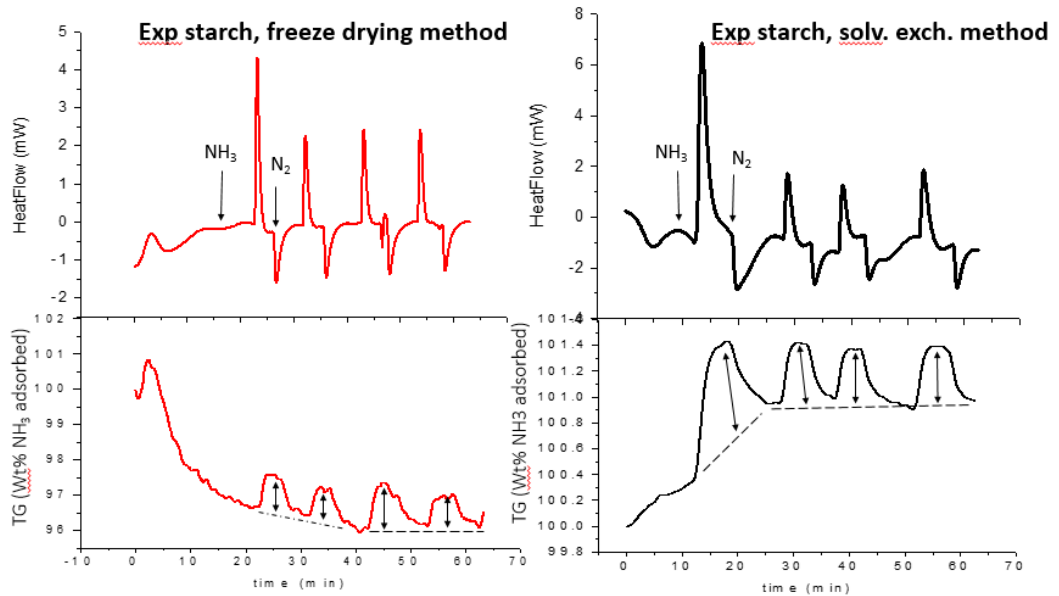 Exp starch, freeze drying method
HeatFlow (mW)
5
4
3
2
1
0
-1
-2
NH₃
N₂
TG (Wt% NH₃ adsorbed)
102
100
98
97
96
-10 0 10 20 30 40 50 60 70
time (min)
Exp starch, solv. exch. method
HeatFlow (mW)
8
6
4
2
0
-2
-4
NH₃
N₂
TG (Wt% NH3 adsorbed)
101.4
101.4
101.2
101.0
100.6
100.4
100.2
100.0
99.8
0 10 20 30 40 50 60 70
time (min)